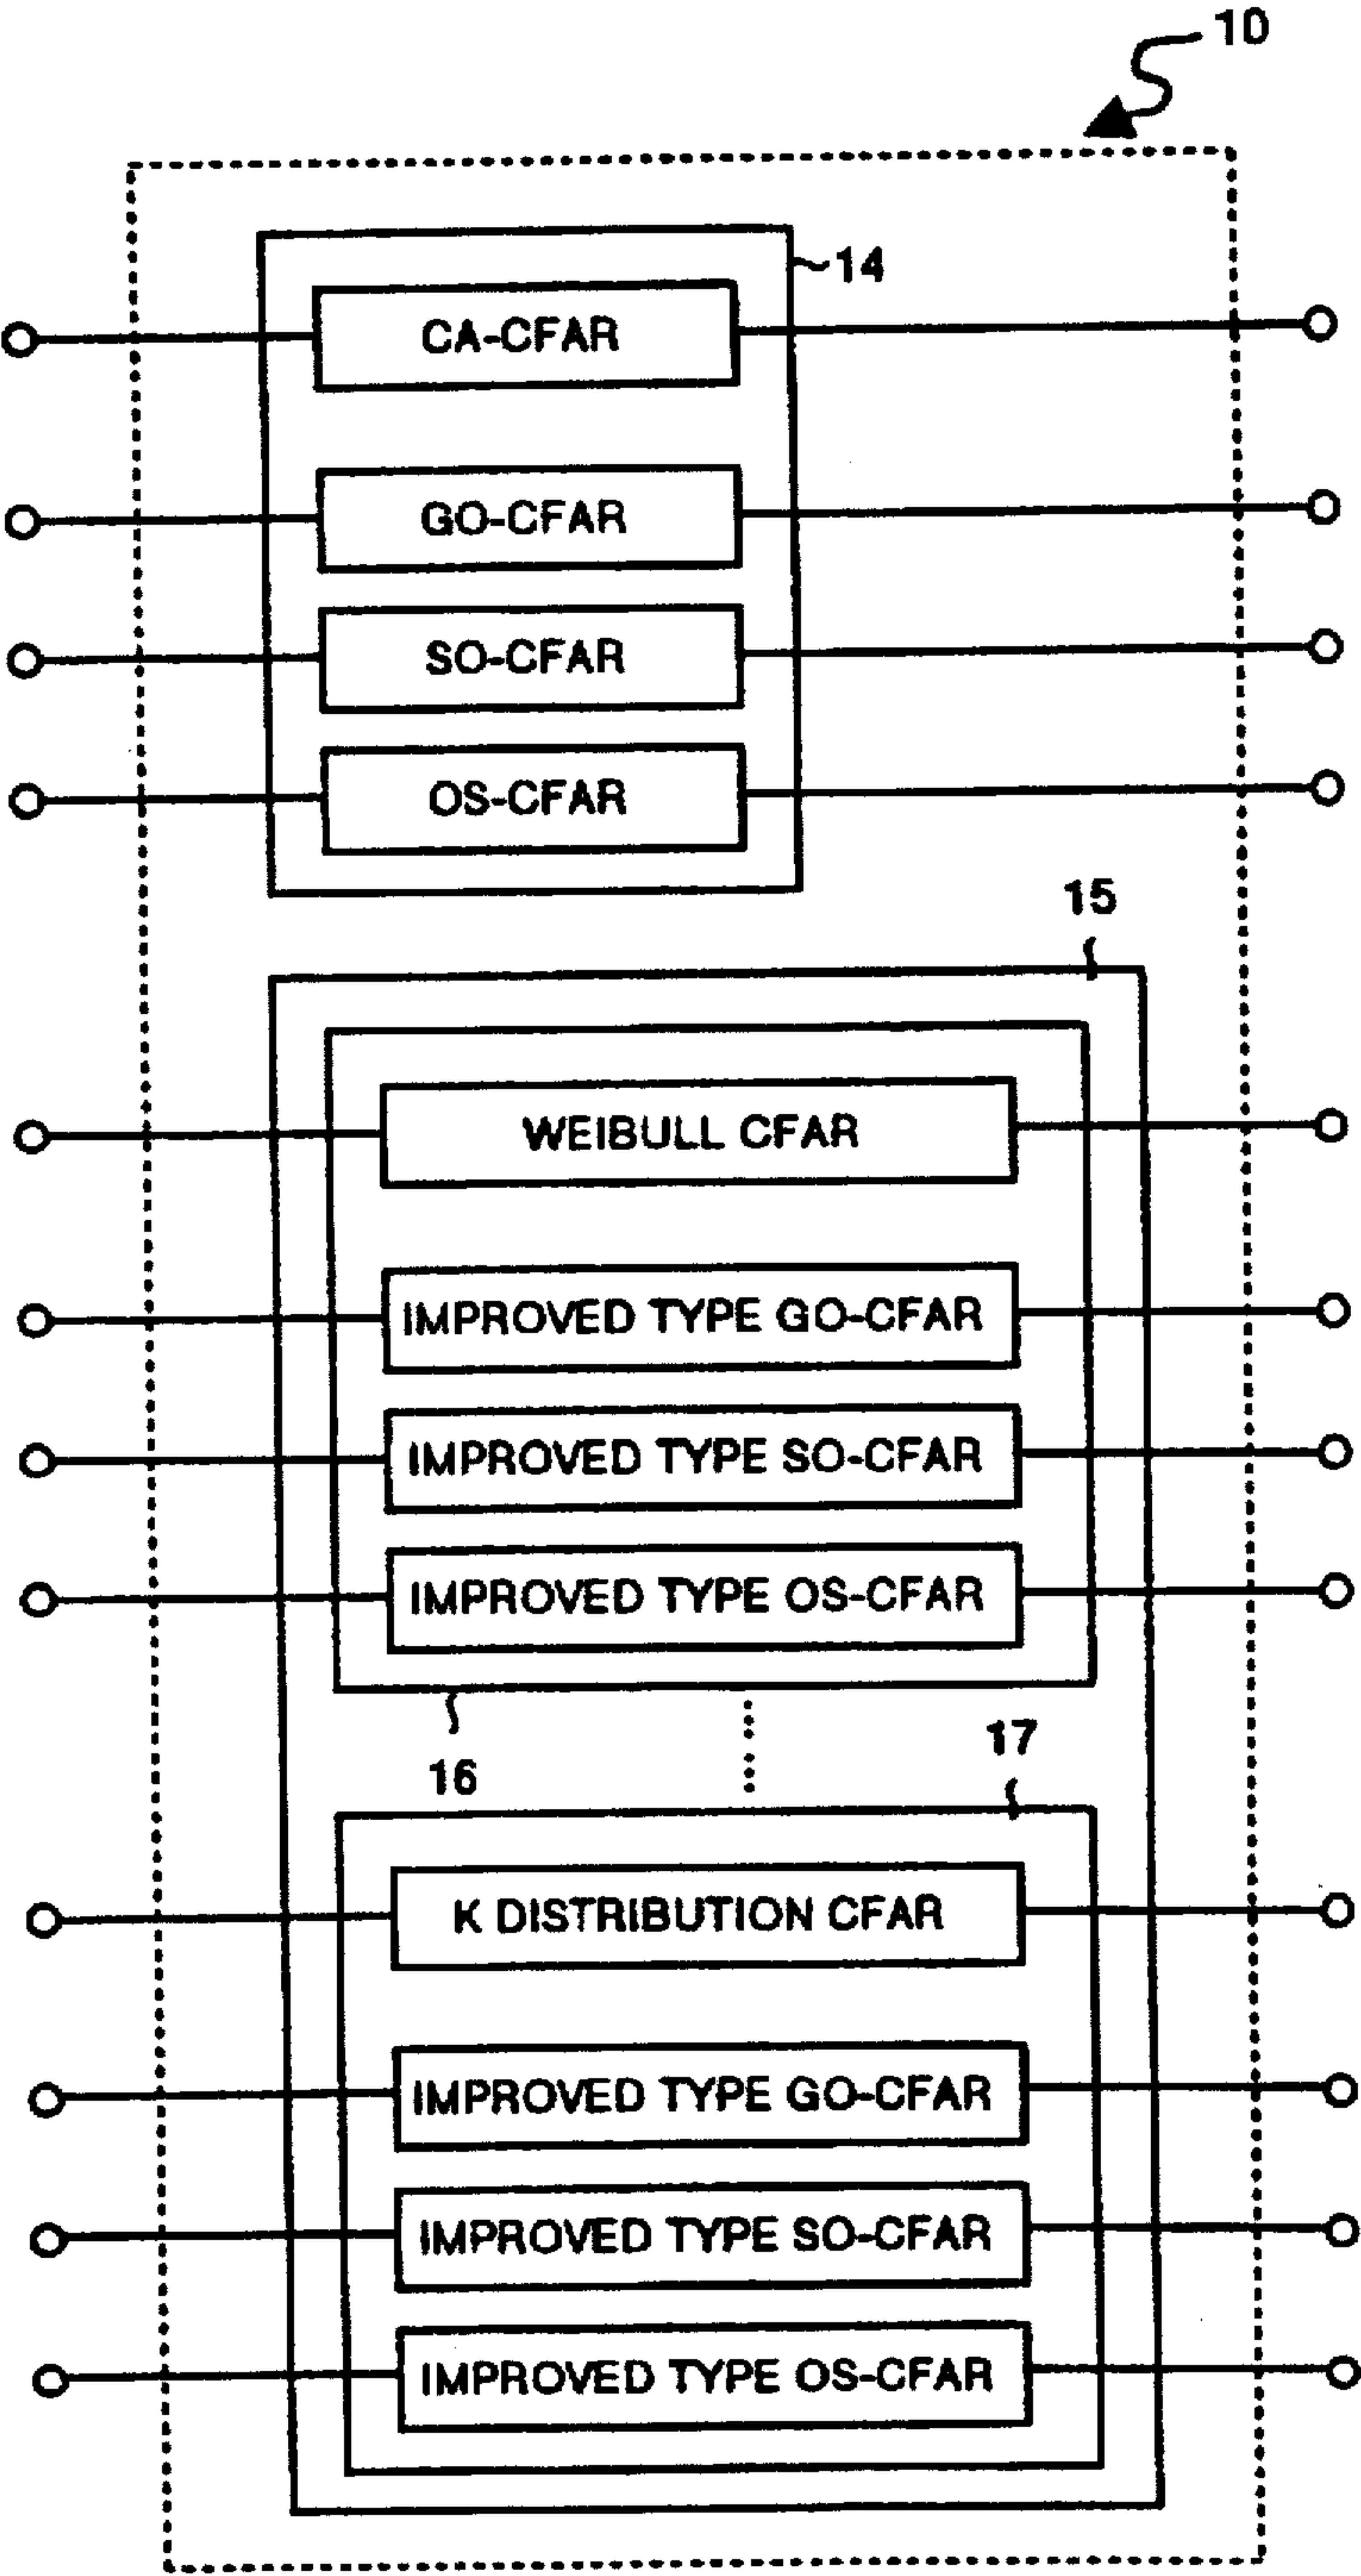 10
14
CA-CFAR
GO-CFAR
SO-CFAR
OS-CFAR
15
WEIBULL CFAR
IMPROVED TYPE GO-CFAR
IMPROVED TYPE SO-CFAR
IMPROVED TYPE OS-CFAR
16
17
K DISTRIBUTION CFAR
IMPROVED TYPE GO-CFAR
IMPROVED TYPE SO-CFAR
IMPROVED TYPE OS-CFAR